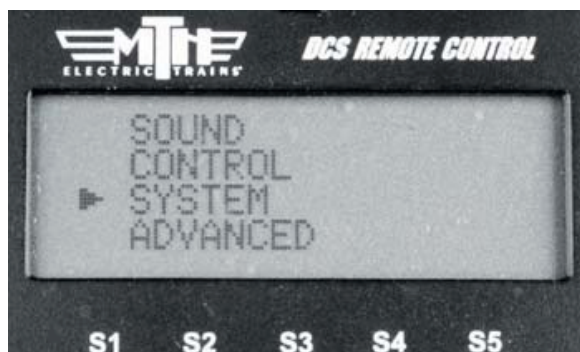 MTH DCS REMOTE CONTROL
ELECTRIC TRAINS®
SOUND
CONTROL
SYSTEM
ADVANCED
S1 S2 S3 S4 S5